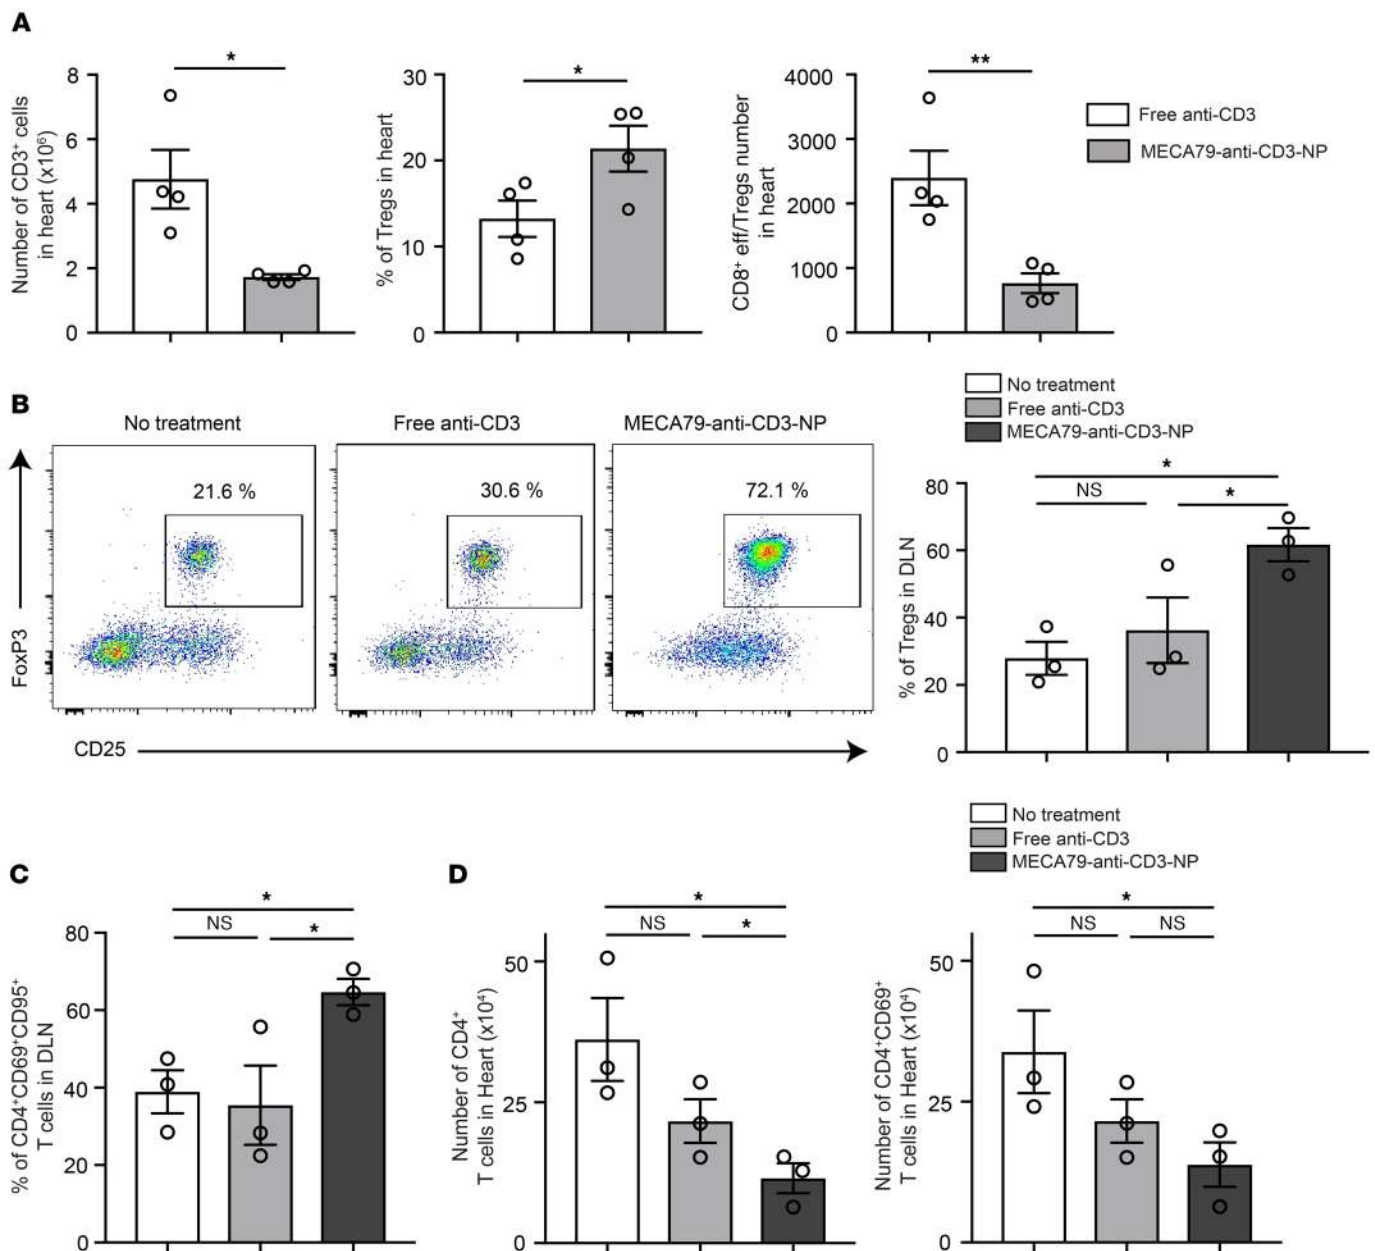 A
Number of CD3⁺ cells
in heart (x10⁶)
8
6
4
2
0
*
% of Tregs in heart
30
20
10
0
*
CD8⁺ eff/Tregs number
in heart
4000
3000
2000
1000
0
**
Free anti-CD3
MECA79-anti-CD3-NP
B
No treatment
Free anti-CD3
MECA79-anti-CD3-NP
21.6 %
30.6 %
72.1 %
FoxP3
CD25
No treatment
Free anti-CD3
MECA79-anti-CD3-NP
% of Tregs in DLN
80
60
40
20
0
*
NS
*
C
% of CD4⁺CD69⁺CD95⁺
T cells in DLN
80
60
40
20
0
*
NS
*
D
Number of CD4⁺
T cells in Heart (x10⁴)
50
25
0
*
NS
*
No treatment
Free anti-CD3
MECA79-anti-CD3-NP
Number of CD4⁺CD69⁺
T cells in Heart (x10⁴)
50
25
0
*
NS
NS